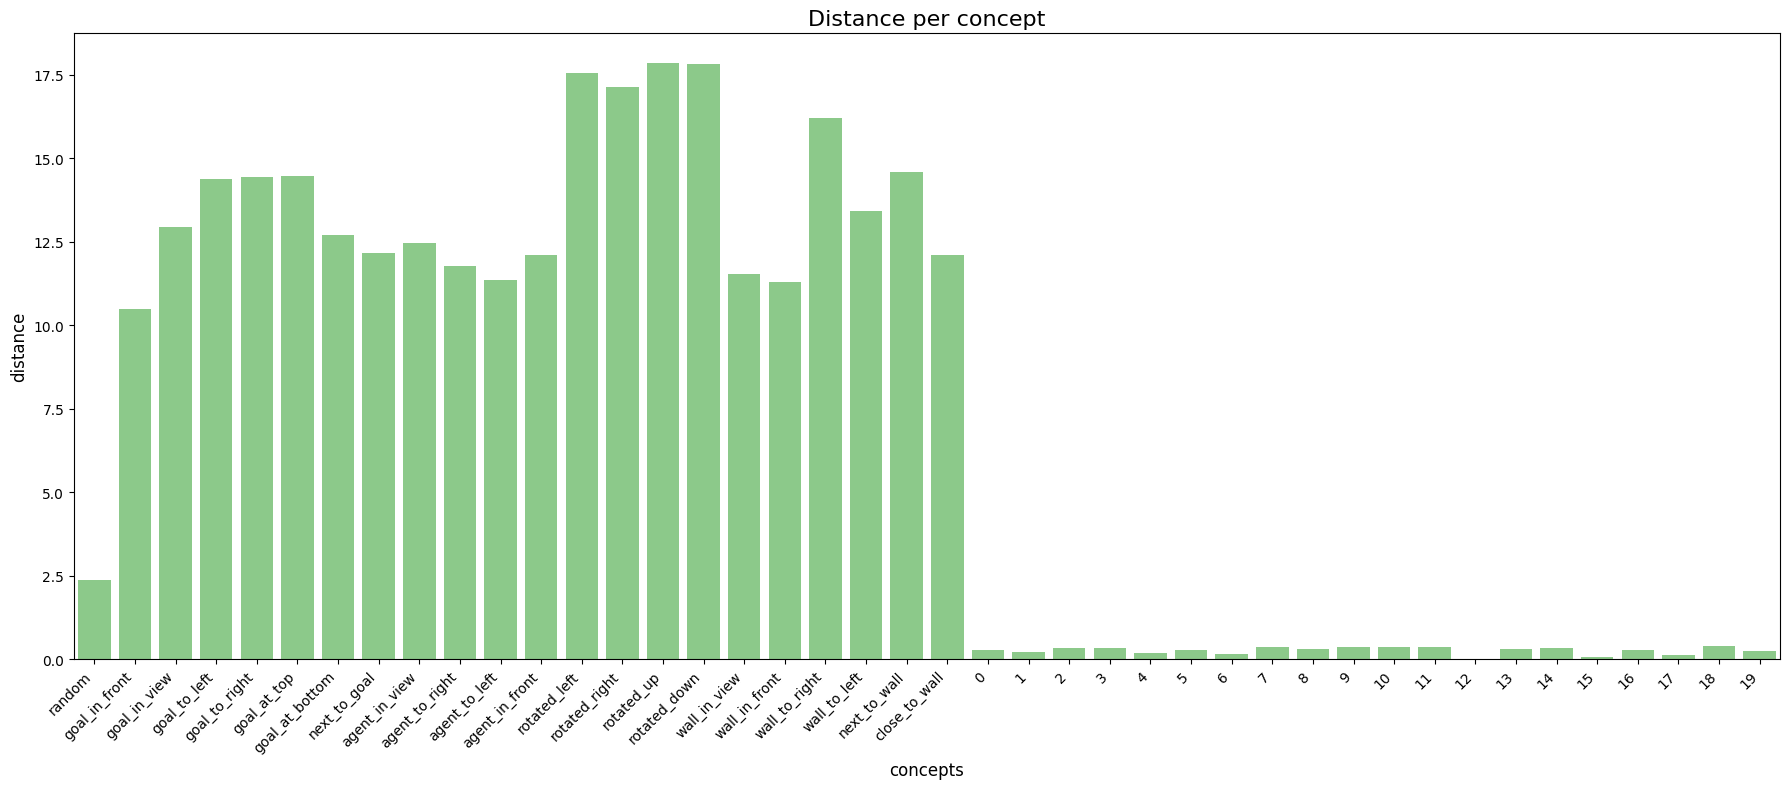 Distance per concept
distance
17.5
15.0
12.5
10.0
7.5
5.0
2.5
0.0
random
goal_in_front
goal_in_view
goal_to_left
goal_to_right
goal_at_top
goal_at_bottom
next_to_goal
agent_in_view
agent_to_right
agent_to_left
agent_in_front
rotated_left
rotated_right
rotated_up
rotated_down
wall_in_view
wall_in_front
wall_to_right
wall_to_left
next_to_wall
close_to_wall
0
1
2
3
4
5
6
7
8
9
10
11
12
13
14
15
16
17
18
19
concepts